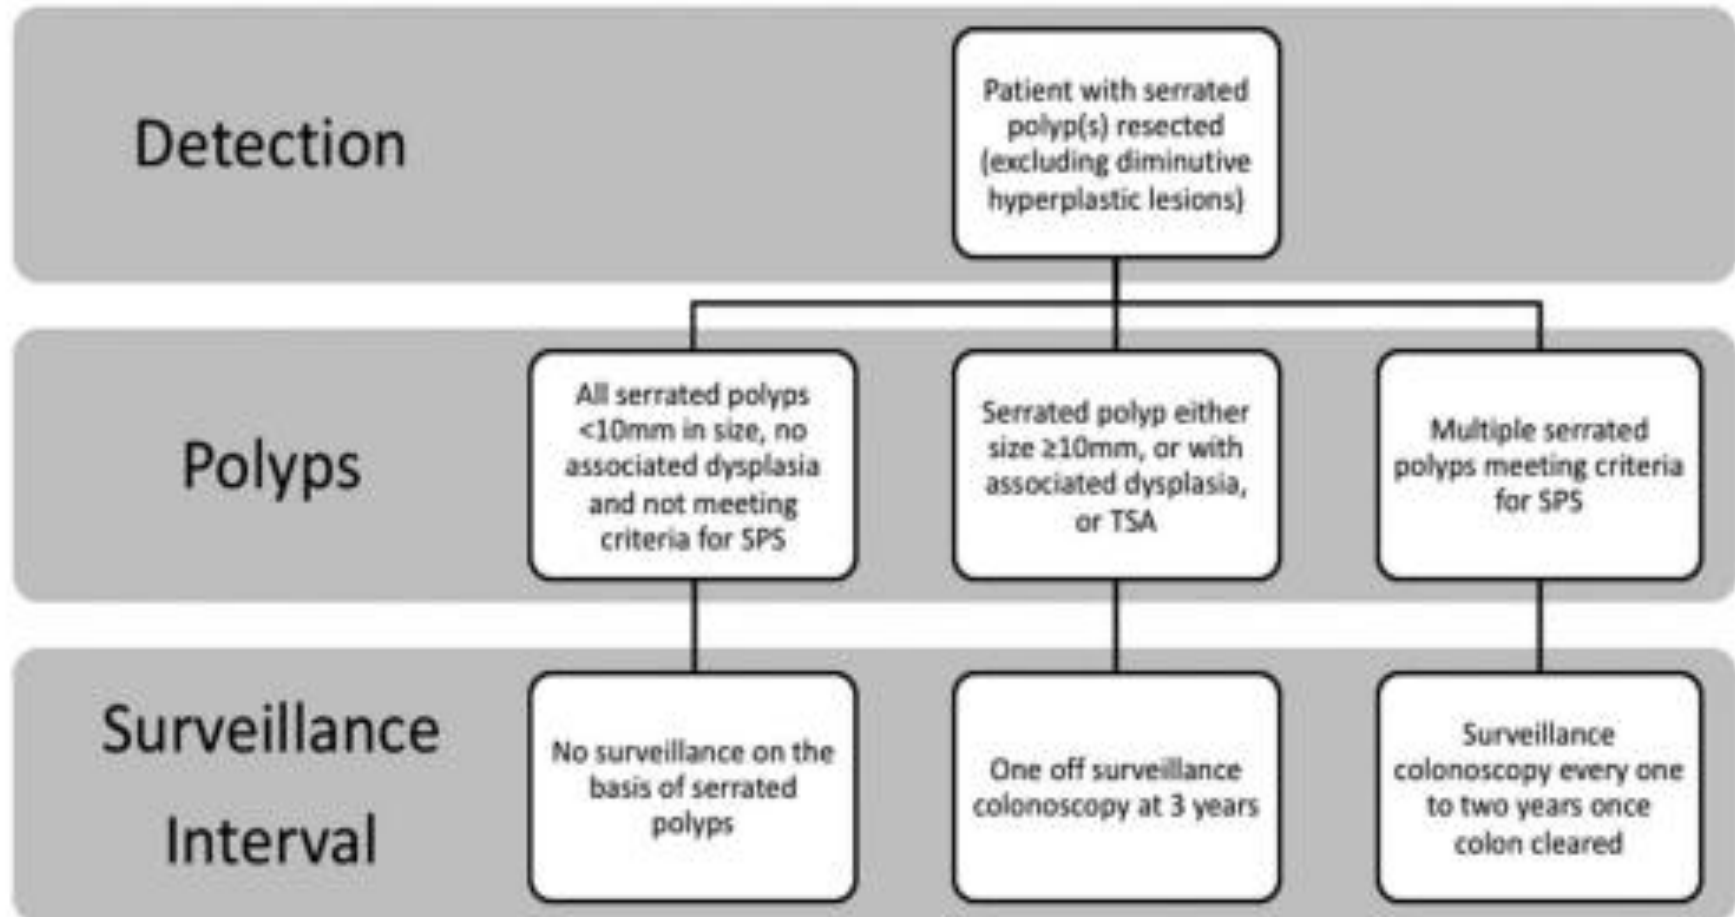 Detection
Patient with serrated
polyp(s) resected
(excluding diminutive
hyperplastic lesions)
Polyps
All serrated polyps
<10mm in size, no
associated dysplasia
and not meeting
criteria for SPS
Serrated polyp either
size ≥10mm, or with
associated dysplasia,
or TSA
Multiple serrated
polyps meeting criteria
for SPS
Surveillance
Interval
No surveillance on the
basis of serrated
polyps
One off surveillance
colonoscopy at 3 years
Surveillance
colonoscopy every one
to two years once
colon cleared